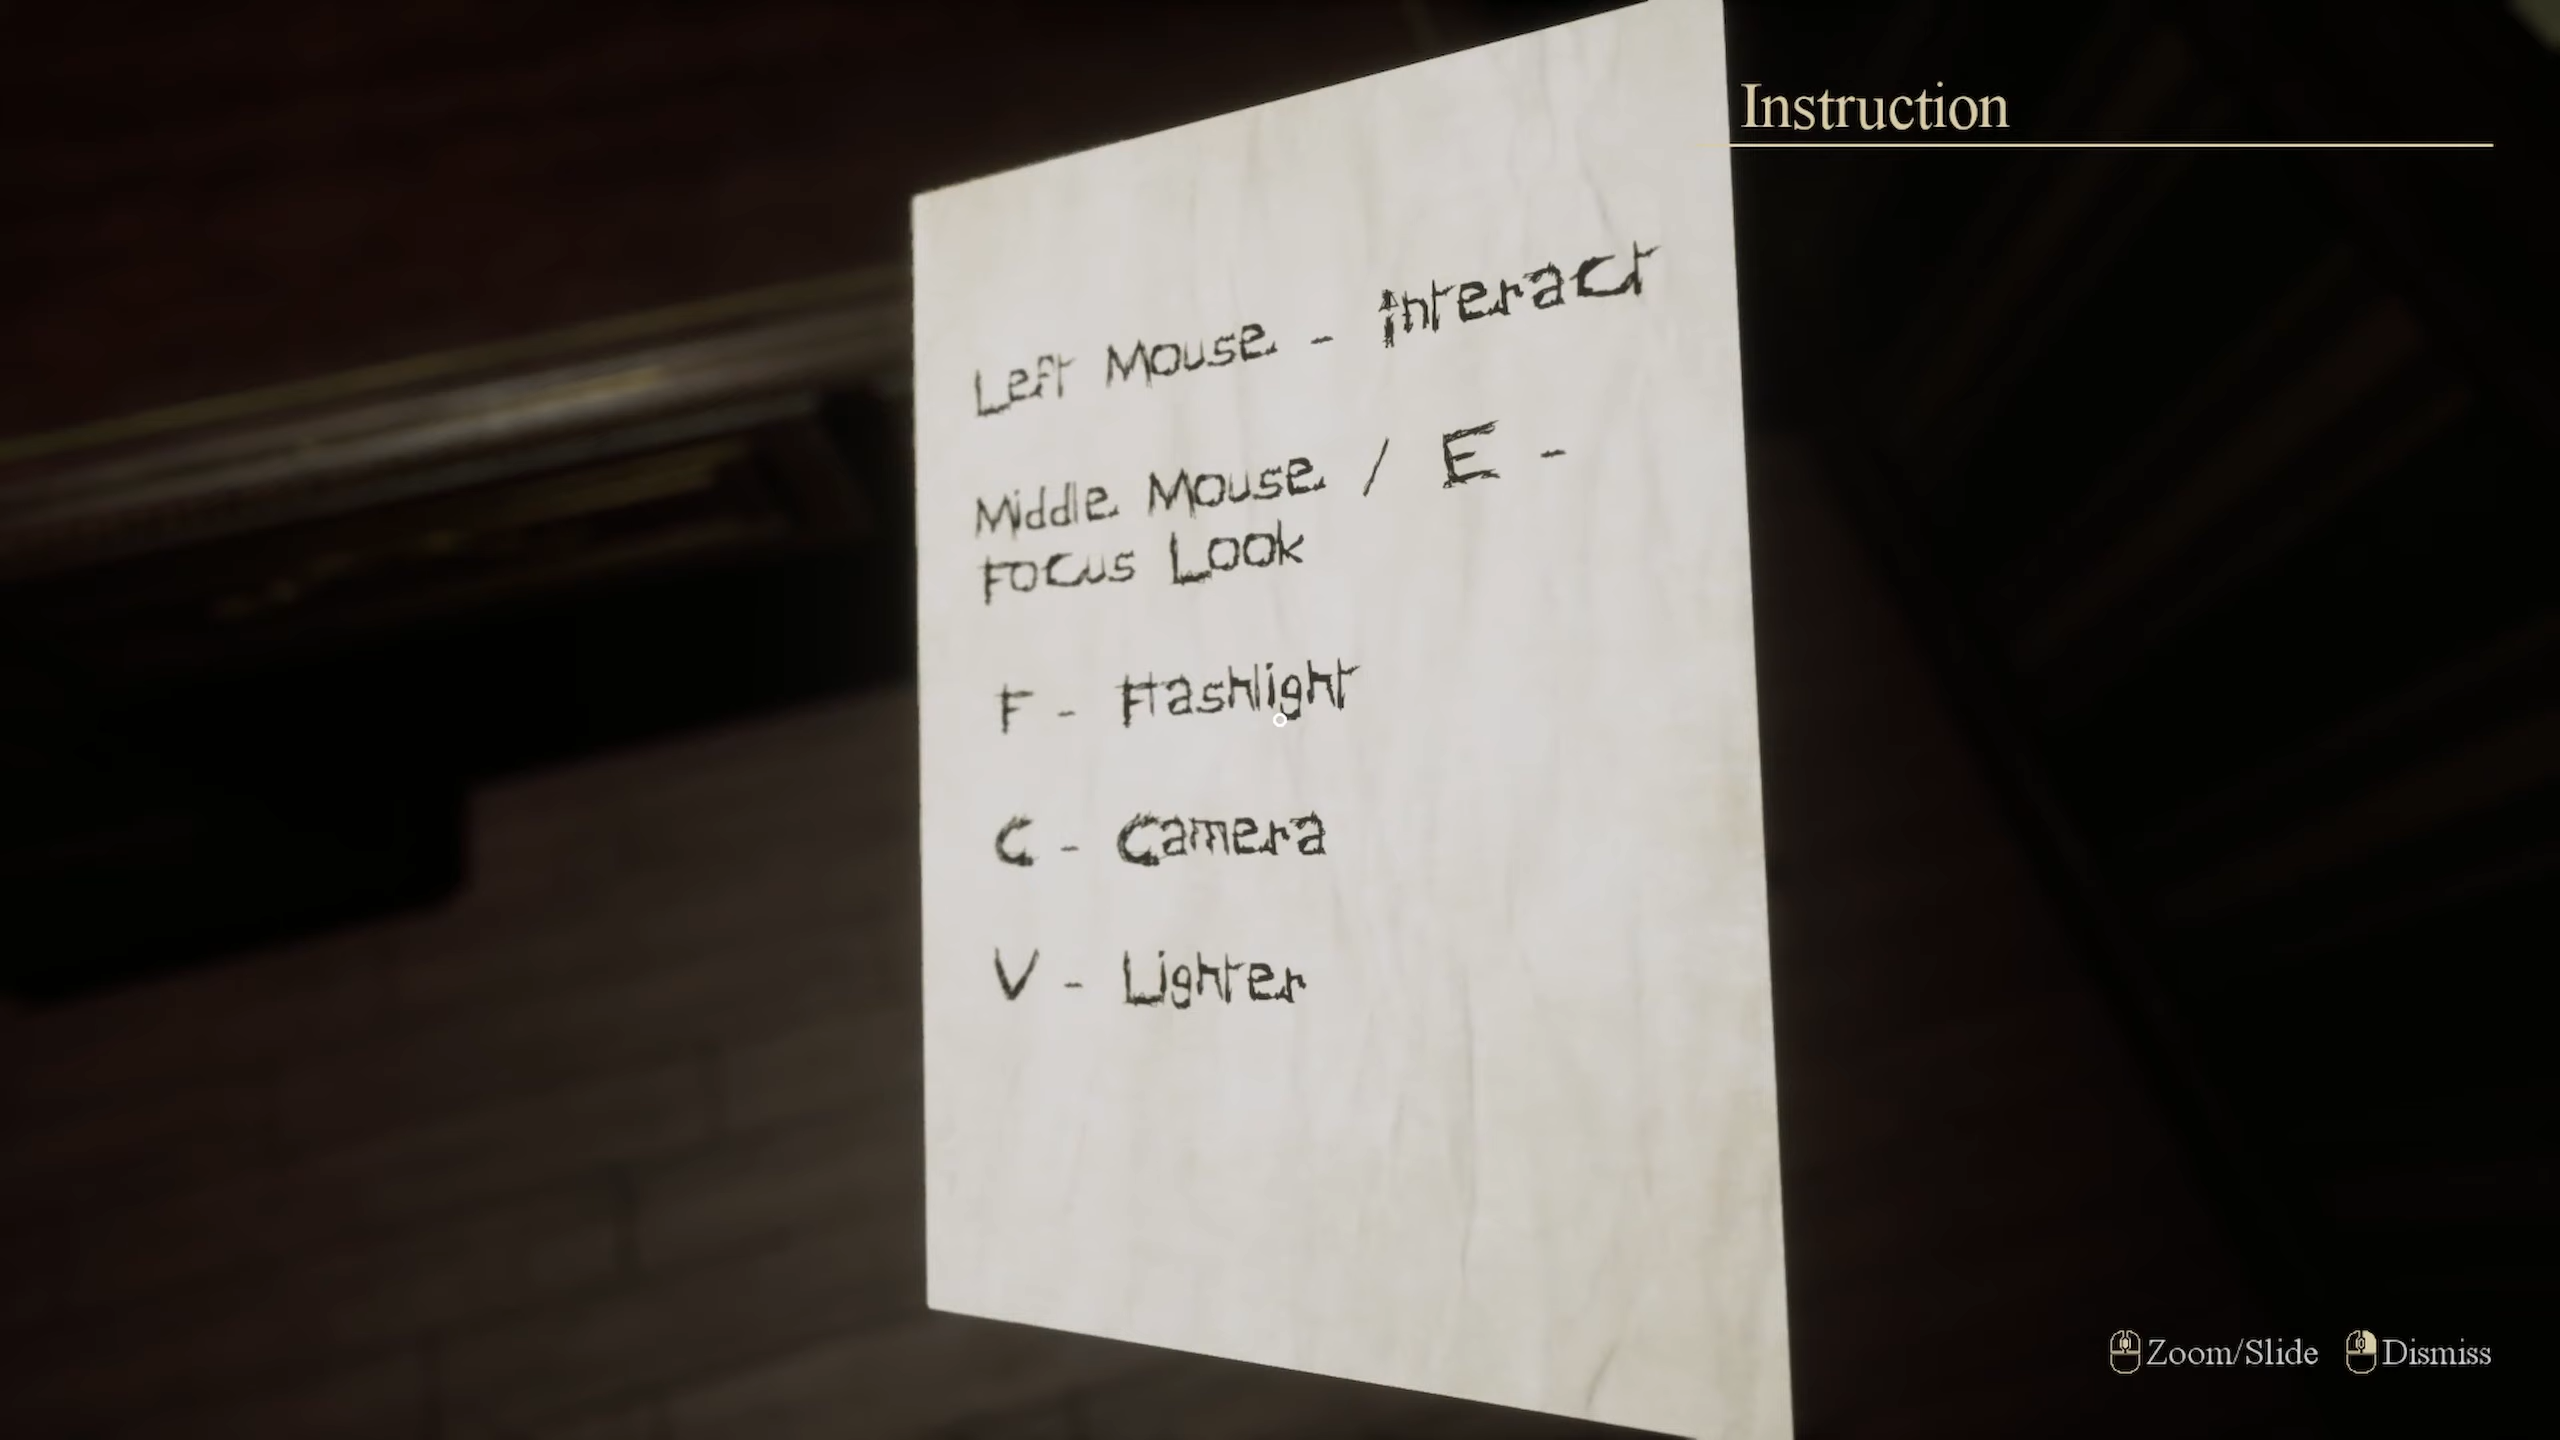 Instruction
Left Mouse - Interact
Middle Mouse / E -
Focus Look
F - Flashlight
C - Camera
V - Lighter
Zoom/Slide Dismiss